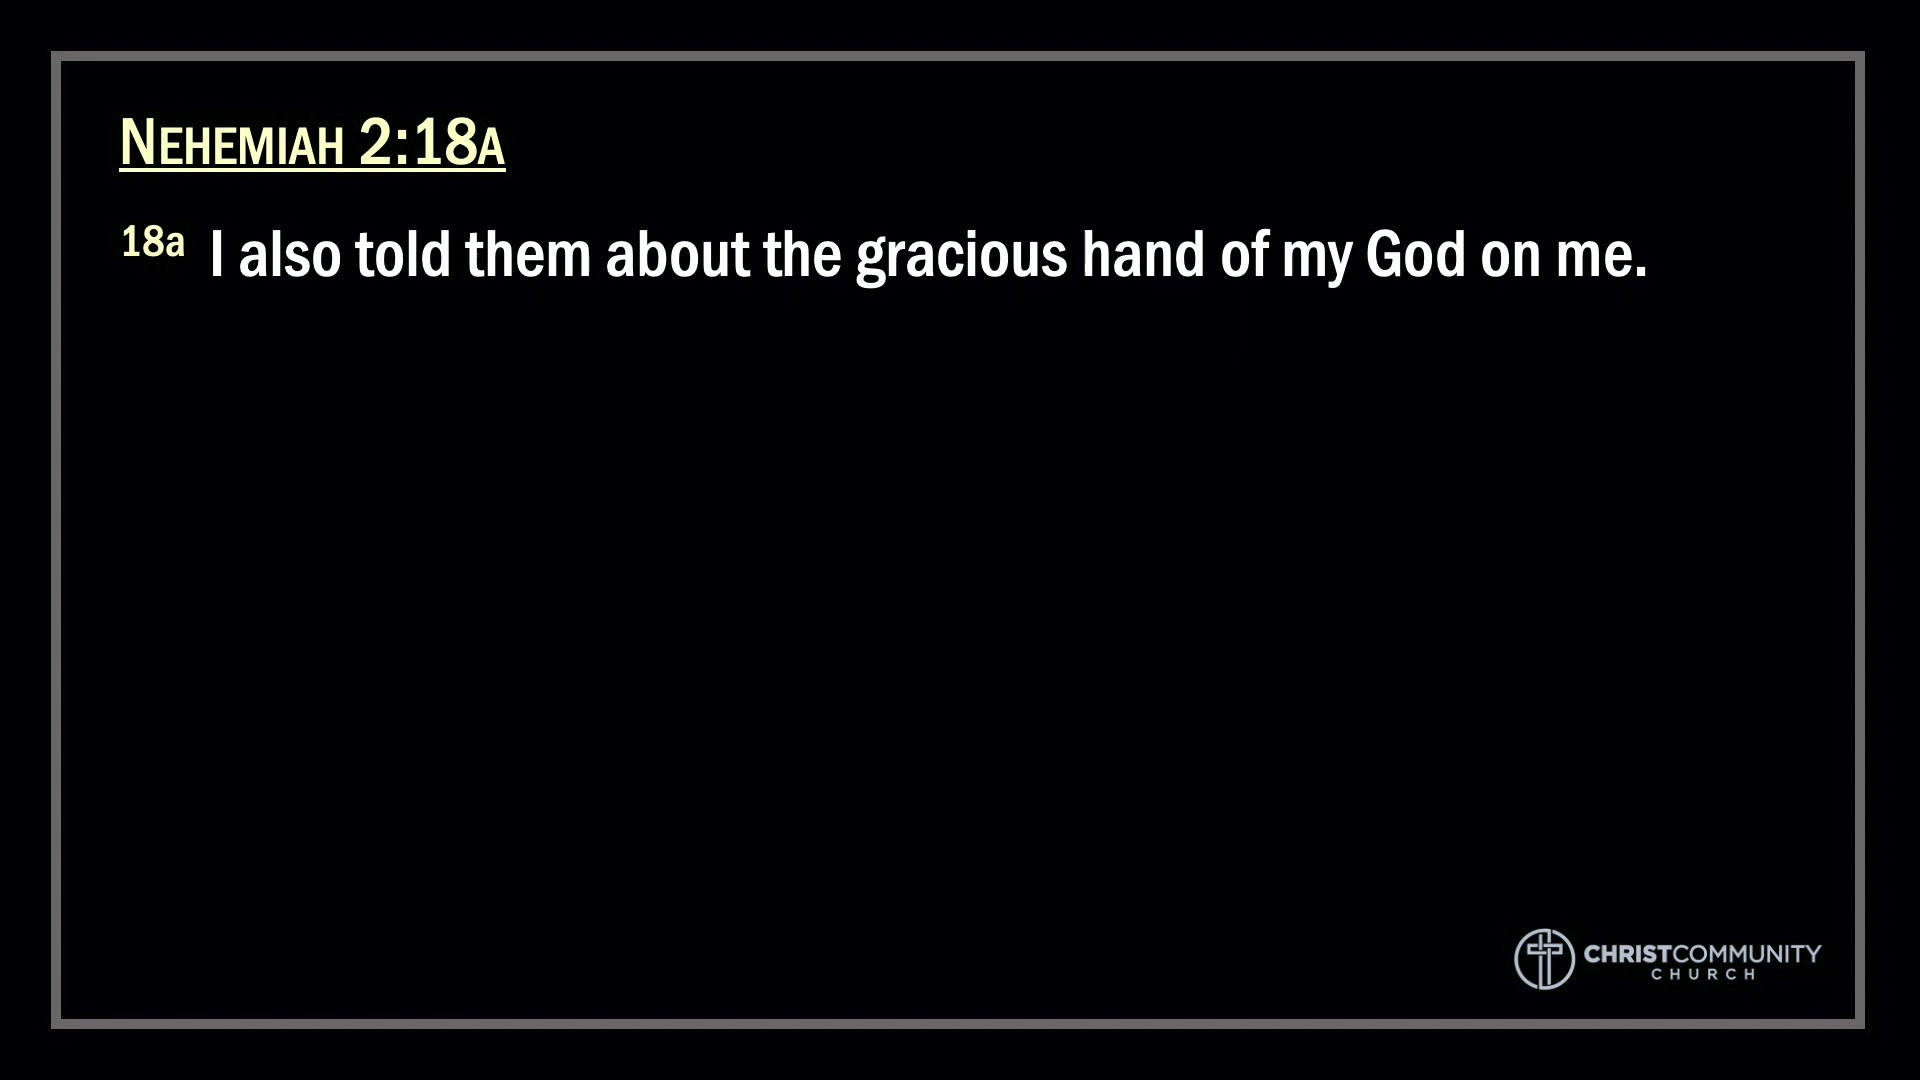 NEHEMIAH 2:18A
18a I also told them about the gracious hand of my God on me.
CHRISTCOMMUNITY
CHURCH